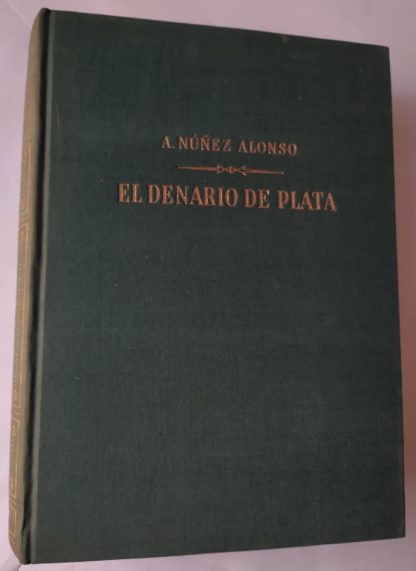 A. NÚÑEZ ALONSO
EL DENARIO DE PLATA